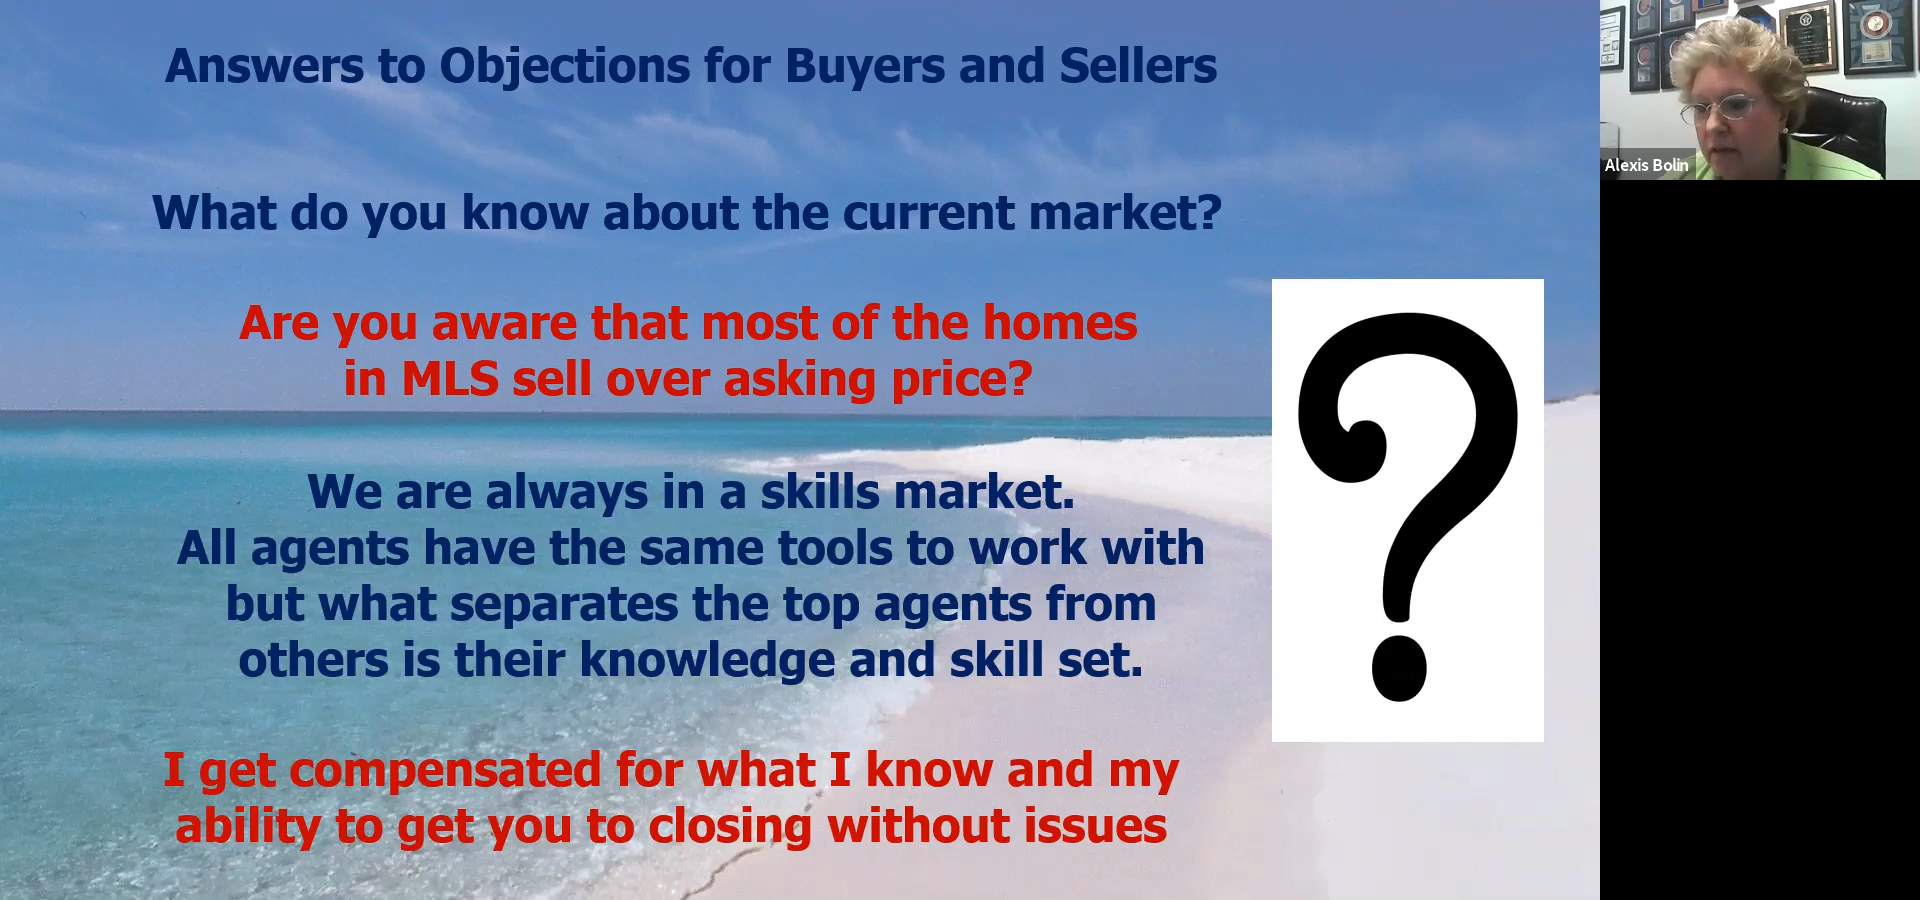 Answers to Objections for Buyers and Sellers
What do you know about the current market?
Are you aware that most of the homes
in MLS sell over asking price?
We are always in a skills market.
All agents have the same tools to work with
but what separates the top agents from
others is their knowledge and skill set.
I get compensated for what I know and my
ability to get you to closing without issues
?
Alexis Bolin